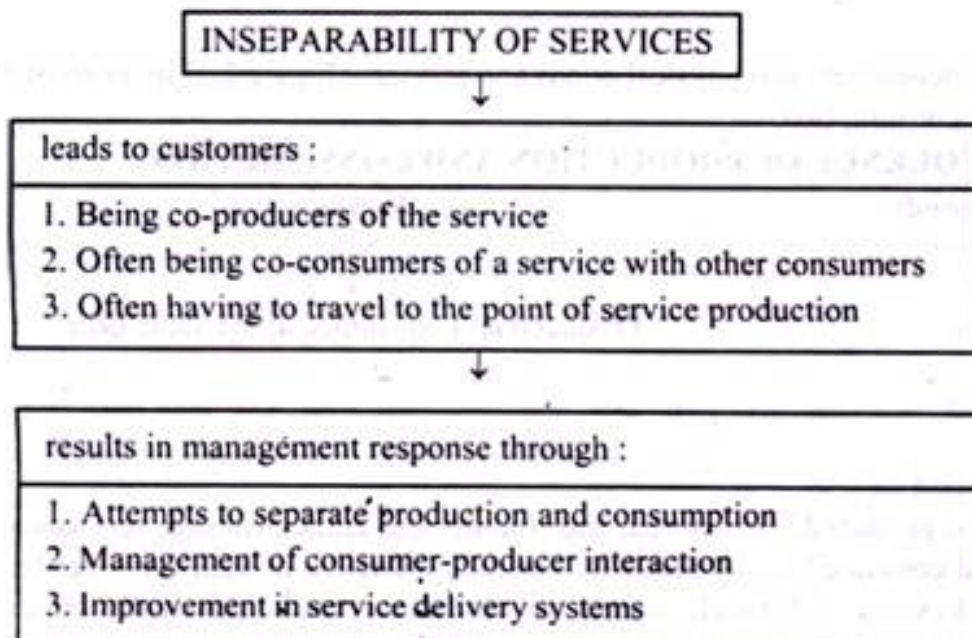 INSEPARABILITY OF SERVICES
leads to customers :
1. Being co-producers of the service
2. Often being co-consumers of a service with other consumers
3. Often having to travel to the point of service production
results in management response through :
1. Attempts to separate production and consumption
2. Management of consumer-producer interaction
3. Improvement in service delivery systems